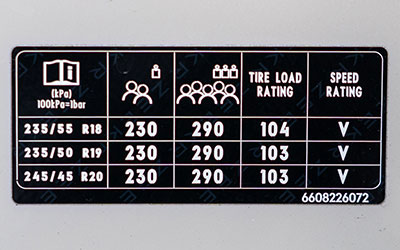 i
(kPa)
100kPa=1bar
TIRE LOAD RATING
SPEED RATING
235/55 R18 230 290 104 V
235/50 R19 230 290 103 V
245/45 R20 230 290 103 V
6608226072